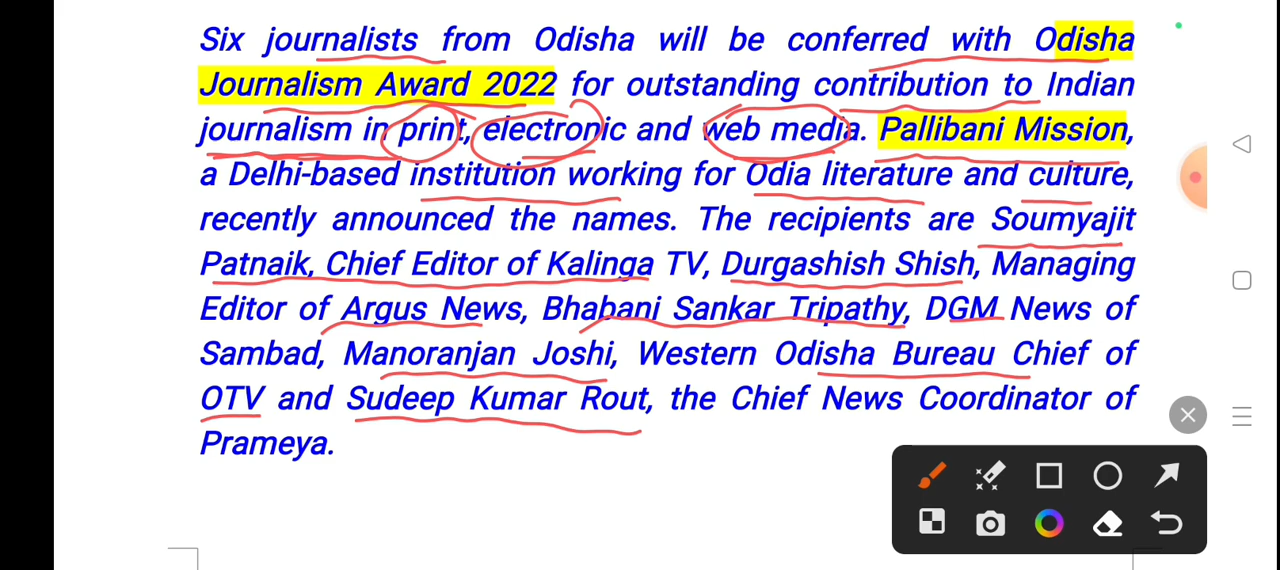 Six journalists from Odisha will be conferred with Odisha
Journalism Award 2022 for outstanding contribution to Indian
journalism in print, electronic and web media. Pallibani Mission,
a Delhi-based institution working for Odia literature and culture,
recently announced the names. The recipients are Soumyajit
Patnaik, Chief Editor of Kalinga TV, Durgashish Shish, Managing
Editor of Argus News, Bhabani Sankar Tripathy, DGM News of
Sambad, Manoranjan Joshi, Western Odisha Bureau Chief of
OTV and Sudeep Kumar Rout, the Chief News Coordinator of
Prameya.